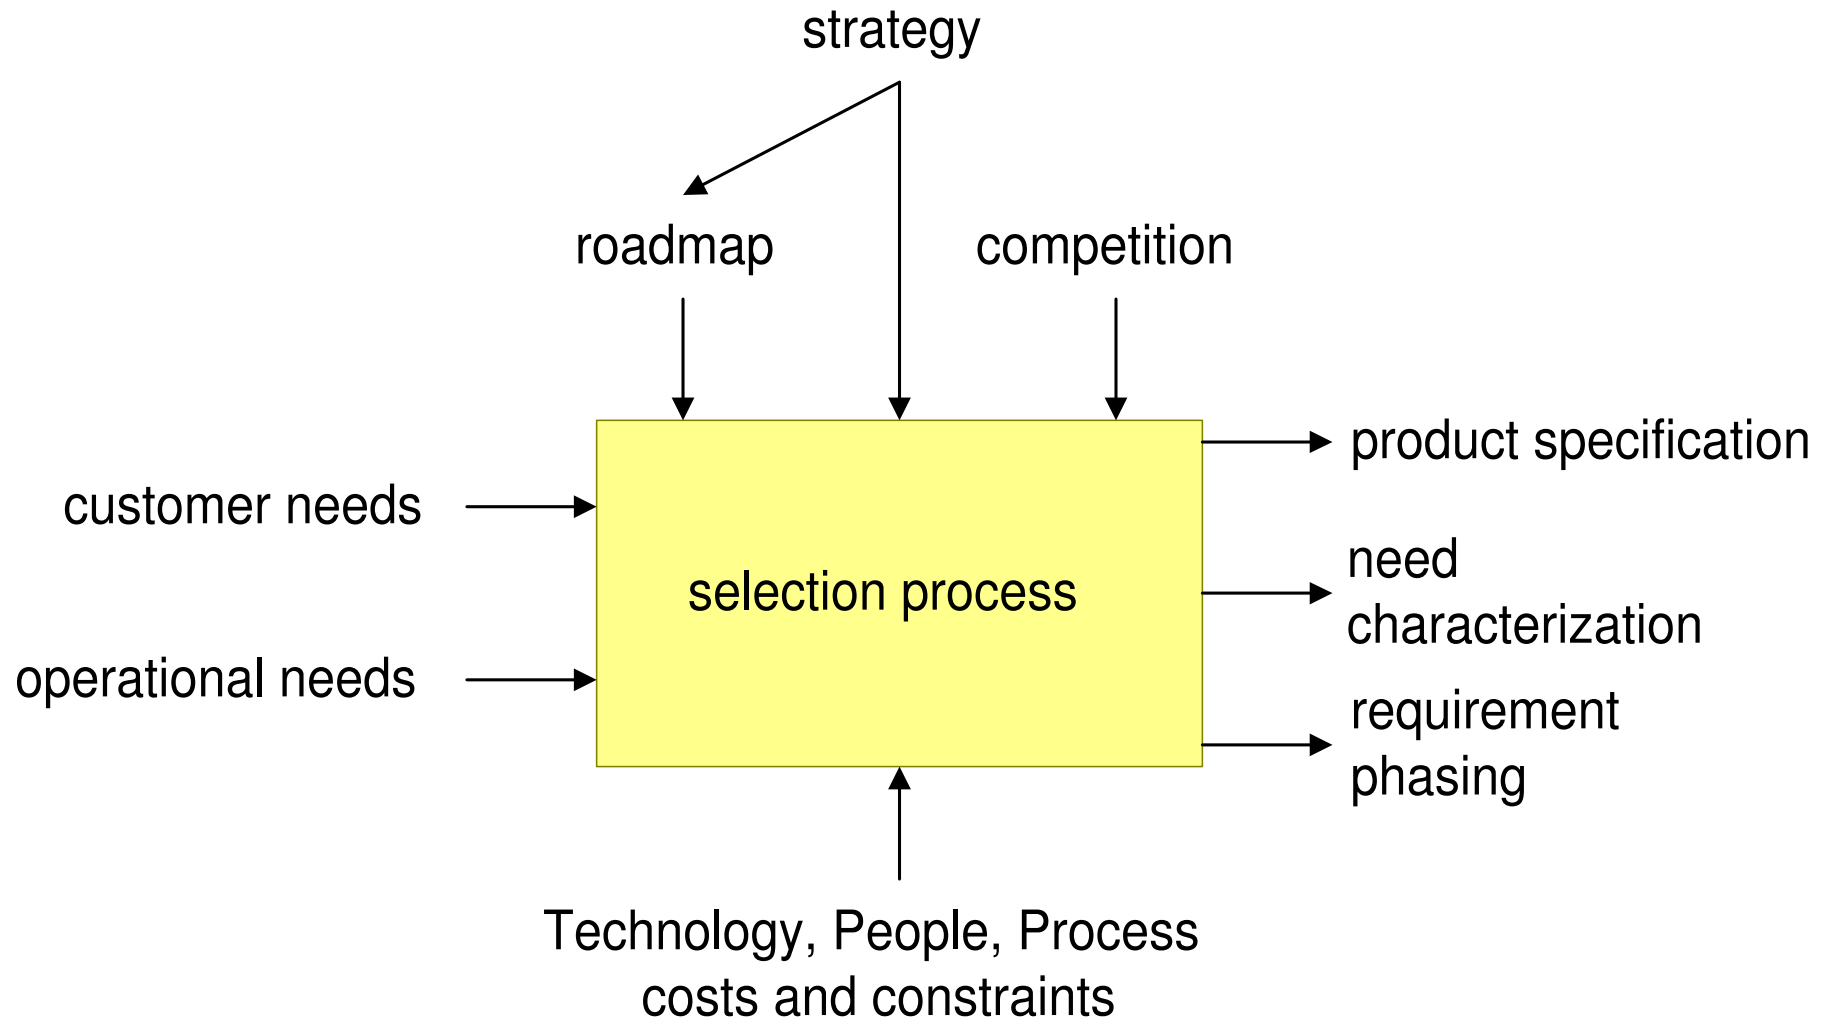 strategy
roadmap
competition
product specification
customer needs
need
characterization
selection process
operational needs
requirement
phasing
Technology, People, Process
costs and constraints